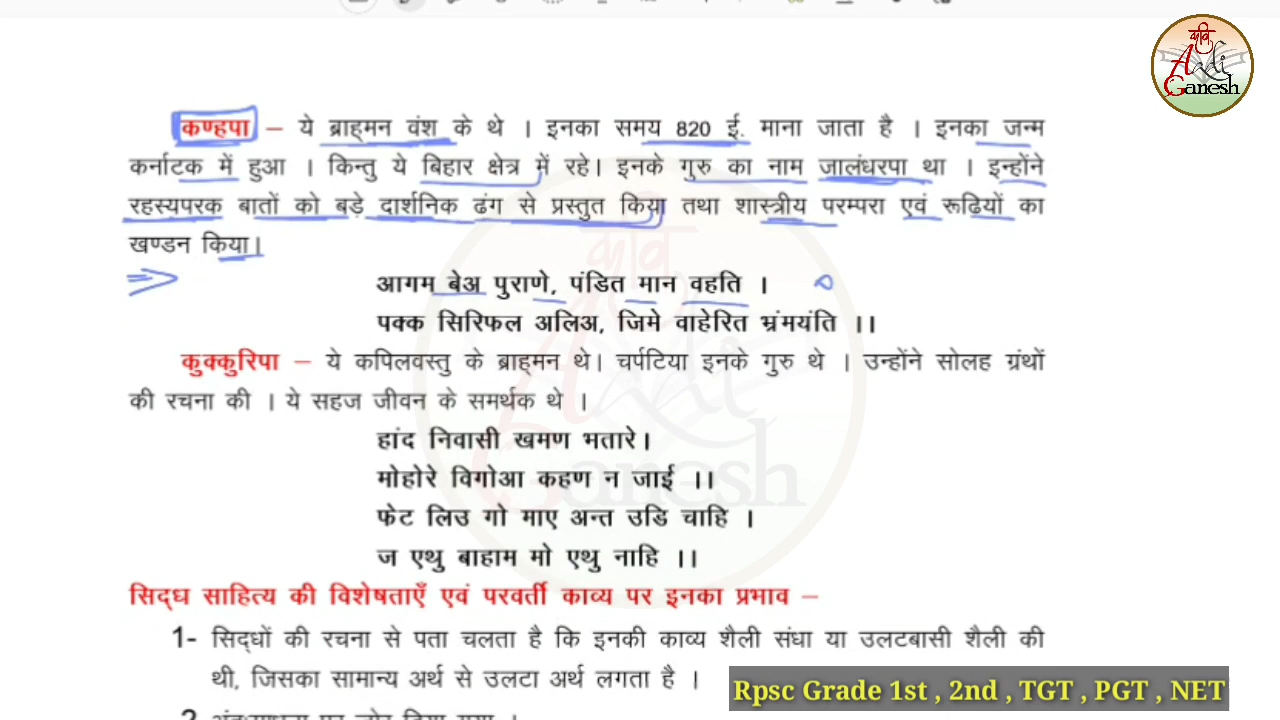 कवि
Aadi
Ganesh
कण्हपा – ये ब्राह्मन वंश के थे । इनका समय 820 ई. माना जाता है । इनका जन्म
कर्नाटक में हुआ । किन्तु ये बिहार क्षेत्र में रहे। इनके गुरु का नाम जालंधरपा था । इन्होंने
रहस्यपरक बातों को बड़े दार्शनिक ढंग से प्रस्तुत किया तथा शास्त्रीय परम्परा एवं रूढियों का
खण्डन किया।
आगम बेअ पुराणे, पंडित मान वहति ।
पक्क सिरिफल अलिअ, जिमे वाहेरित भ्रंमयंति ।।
कुक्कुरिपा – ये कपिलवस्तु के ब्राह्मन थे। चर्पटिया इनके गुरु थे । उन्होंने सोलह ग्रंथों
की रचना की । ये सहज जीवन के समर्थक थे ।
हांद निवासी खमण भतारे।
मोहोरे विगोआ कहण न जाई ।।
फेट लिउ गो माए अन्त उडि चाहि ।
ज एथु बाहाम मो एथु नाहि ।।
सिद्ध साहित्य की विशेषताएँ एवं परवर्ती काव्य पर इनका प्रभाव –
1- सिद्धों की रचना से पता चलता है कि इनकी काव्य शैली संधा या उलटबासी शैली की
थी, जिसका सामान्य अर्थ से उलटा अर्थ लगता है ।
Rpsc Grade 1st , 2nd , TGT , PGT , NET